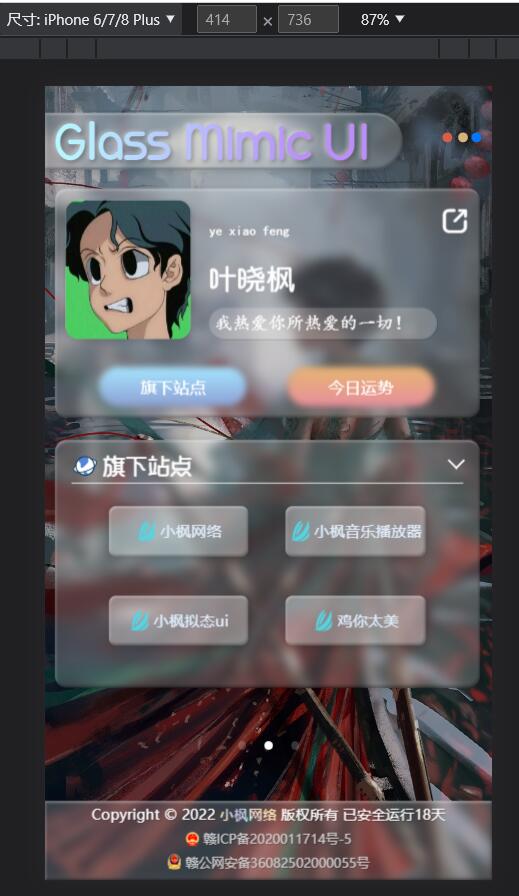 尺寸: iPhone 6/7/8 Plus ▼ 414 × 736 87% ▼
Glass Mimic UI
ye xiao feng
叶晓枫
我热爱你所热爱的一切！
旗下站点 今日运势
旗下站点
小枫网络 小枫音乐播放器
小枫拟态ui 鸡你太美
Copyright © 2022 小枫网络 版权所有 已安全运行18天
赣ICP备2020011714号-5
赣公网安备36082502000055号